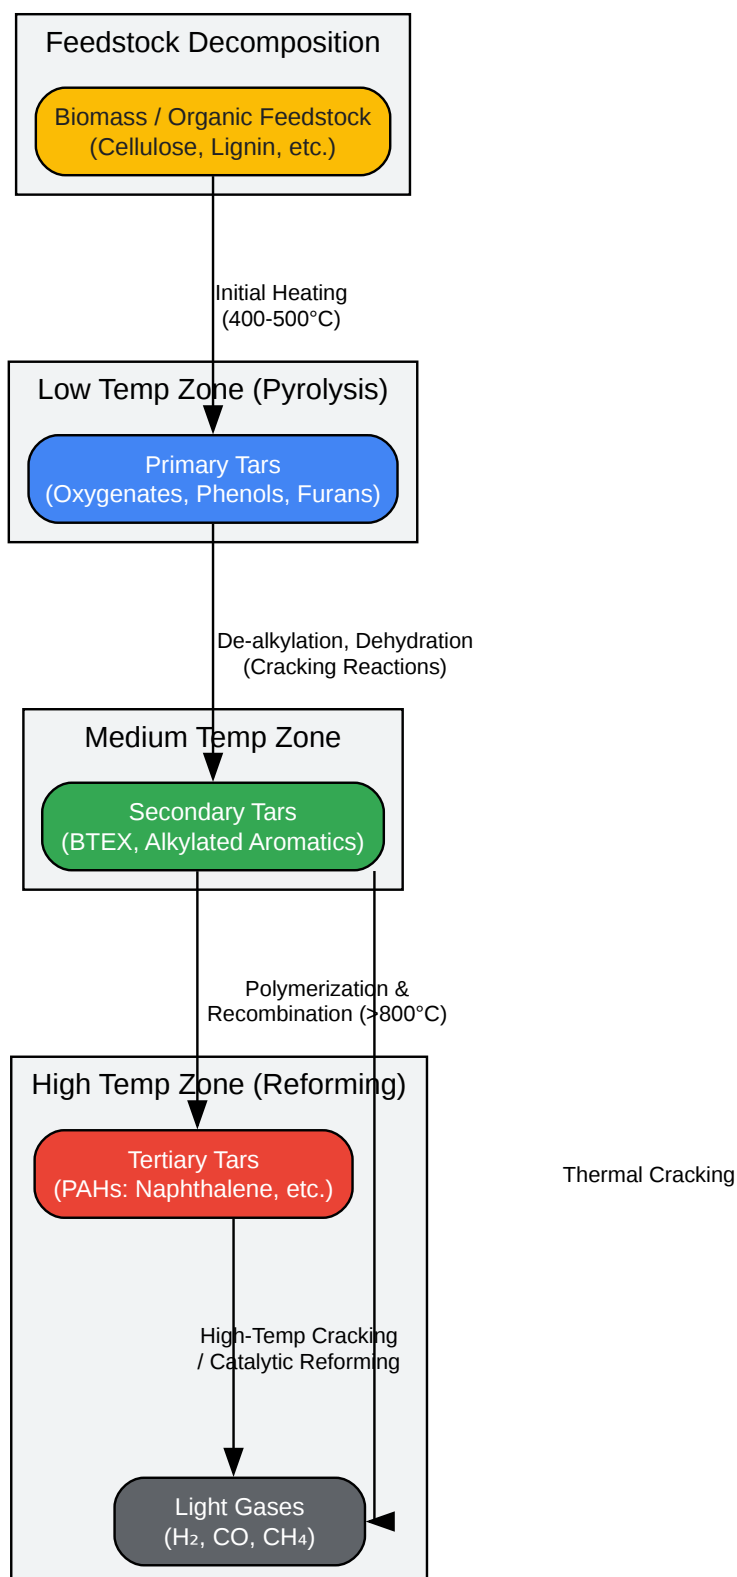 Feedstock Decomposition
Biomass / Organic Feedstock
(Cellulose, Lignin, etc.)
Initial Heating
(400-500°C)
Low Temp Zone (Pyrolysis)
Primary Tars
(Oxygenates, Phenols, Furans)
De-alkylation, Dehydration
(Cracking Reactions)
Medium Temp Zone
Secondary Tars
(BTEX, Alkylated Aromatics)
Polymerization &
Recombination (>800°C)
High Temp Zone (Reforming)
Tertiary Tars
(PAHs: Naphthalene, etc.)
Thermal Cracking
High-Temp Cracking
/ Catalytic Reforming
Light Gases
(H₂, CO, CH₄)